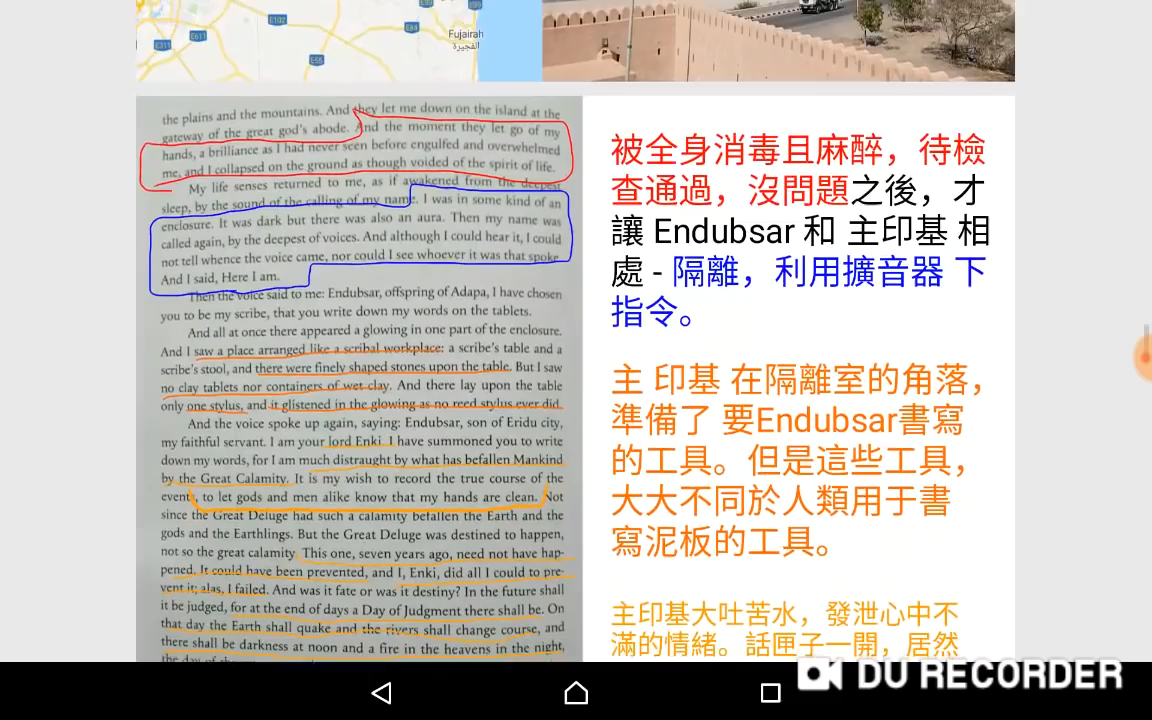 E102
E99
E84
E611
E311
E55
Fujairah
الفجيرة
the plains and the mountains. And they let me down on the island at the
gateway of the great god's abode. And the moment they let go of my
hands, a brilliance as I had never seen before engulfed and overwhelmed
me, and I collapsed on the ground as though voided of the spirit of life.
My life senses returned to me, as if awakened from the deepest
sleep, by the sound of the calling of my name. I was in some kind of an
enclosure. It was dark but there was also an aura. Then my name was
called again, by the deepest of voices. And although I could hear it, I could
not tell whence the voice came, nor could I see whoever it was that spoke.
And I said, Here I am.
Then the voice said to me: Endubsar, offspring of Adapa, I have chosen
you to be my scribe, that you write down my words on the tablets.
And all at once there appeared a glowing in one part of the enclosure.
And I saw a place arranged like a scribal workplace: a scribe's table and a
scribe's stool, and there were finely shaped stones upon the table. But I saw
no clay tablets nor containers of wet clay. And there lay upon the table
only one stylus, and it glistened in the glowing as no reed stylus ever did.
And the voice spoke up again, saying: Endubsar, son of Eridu city,
my faithful servant. I am your lord Enki. I have summoned you to write
down my words, for I am much distraught by what has befallen Mankind
by the Great Calamity. It is my wish to record the true course of the
events, to let gods and men alike know that my hands are clean. Not
since the Great Deluge had such a calamity befallen the Earth and the
gods and the Earthlings. But the Great Deluge was destined to happen,
not so the great calamity. This one, seven years ago, need not have hap-
pened. It could have been prevented, and I, Enki, did all I could to pre-
vent it; alas, I failed. And was it fate or was it destiny? In the future shall
it be judged, for at the end of days a Day of Judgment there shall be. On
that day the Earth shall quake and the rivers shall change course, and
there shall be darkness at noon and a fire in the heavens in the night,
被全身消毒且麻醉，待檢
查通過，沒問題之後，才
讓 Endubsar 和 主印基 相
處 - 隔離，利用擴音器 下
指令。
主 印基 在隔離室的角落，
準備了 要Endubsar書寫
的工具。但是這些工具，
大大不同於人類用于書
寫泥板的工具。
主印基大吐苦水，發泄心中不
滿的情緒。話匣子一開，居然
DU RECORDER